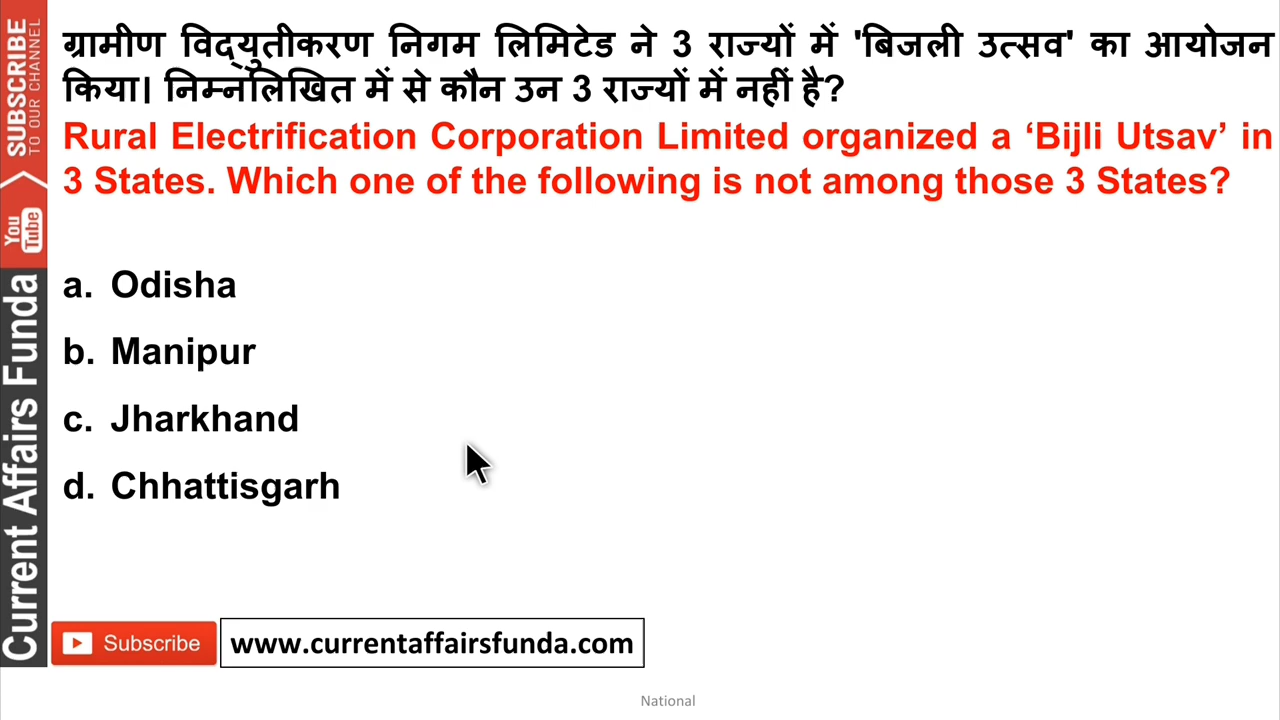 ग्रामीण विद्युतीकरण निगम लिमिटेड ने 3 राज्यों में 'बिजली उत्सव' का आयोजन
किया। निम्नलिखित में से कौन उन 3 राज्यों में नहीं है?
Rural Electrification Corporation Limited organized a ‘Bijli Utsav’ in
3 States. Which one of the following is not among those 3 States?
a. Odisha
b. Manipur
c. Jharkhand
d. Chhattisgarh
SUBSCRIBE
TO OUR CHANNEL
You
Tube
Current Affairs Funda
Subscribe
www.currentaffairsfunda.com
National